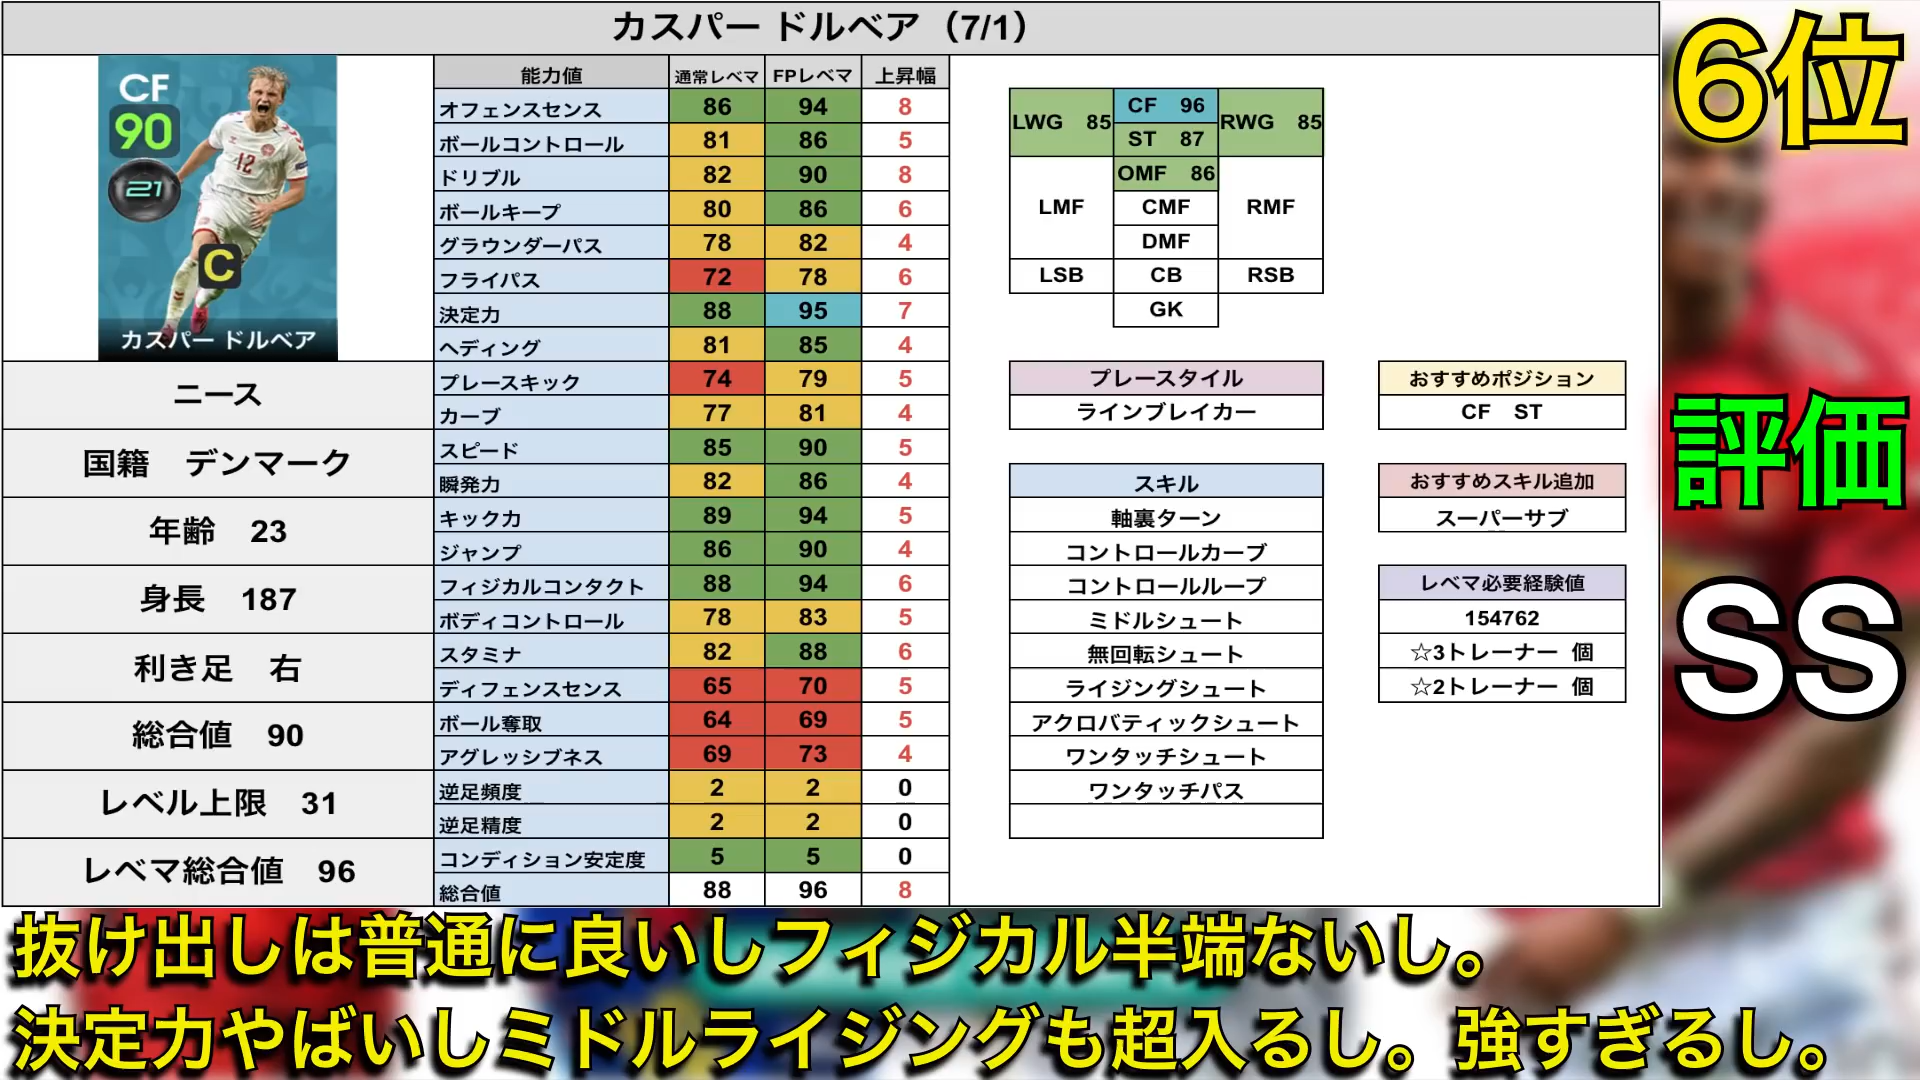 カスパー ドルベア（7/1）
6位
CF
90
21
C
カスパー ドルベア
ニース
国籍　デンマーク
年齢　23
身長　187
利き足　右
総合値　90
レベル上限　31
レベマ総合値　96
能力値 通常レベマ FPレベマ 上昇幅
オフェンスセンス 86 94 8
ボールコントロール 81 86 5
ドリブル 82 90 8
ボールキープ 80 86 6
グラウンダーパス 78 82 4
フライパス 72 78 6
決定力 88 95 7
ヘディング 81 85 4
プレースキック 74 79 5
カーブ 77 81 4
スピード 85 90 5
瞬発力 82 86 4
キック力 89 94 5
ジャンプ 86 90 4
フィジカルコンタクト 88 94 6
ボディコントロール 78 83 5
スタミナ 82 88 6
ディフェンスセンス 65 70 5
ボール奪取 64 69 5
アグレッシブネス 69 73 4
逆足頻度 2 2 0
逆足精度 2 2 0
コンディション安定度 5 5 0
総合値 88 96 8
LWG 85 CF 96 RWG 85
ST 87
OMF 86
LMF CMF RMF
DMF
LSB CB RSB
GK
プレースタイル
ラインブレイカー
スキル
軸裏ターン
コントロールカーブ
コントロールループ
ミドルシュート
無回転シュート
ライジングシュート
アクロバティックシュート
ワンタッチシュート
ワンタッチパス
おすすめポジション
CF　ST
おすすめスキル追加
スーパーサブ
レベマ必要経験値
154762
☆3トレーナー 個
☆2トレーナー 個
評価
SS
抜け出しは普通に良いしフィジカル半端ないし。
決定力やばいしミドルライジングも超入るし。強すぎるし。